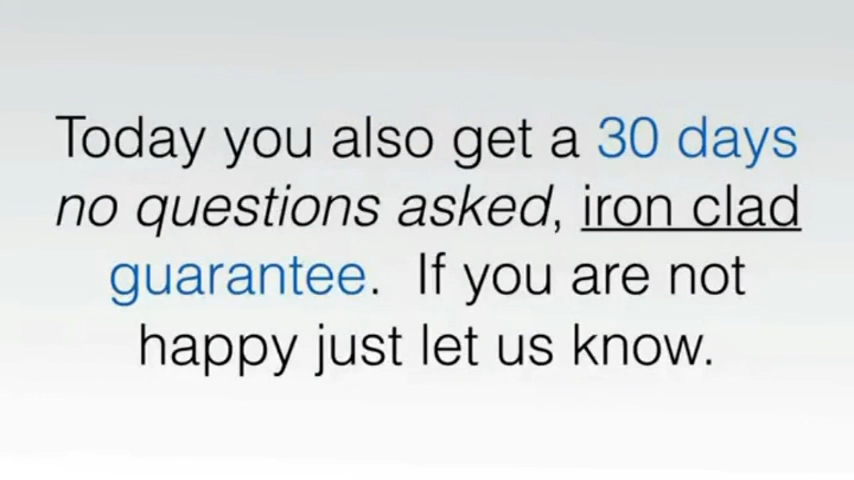 Today you also get a 30 days
no questions asked, iron clad
guarantee.  If you are not
happy just let us know.